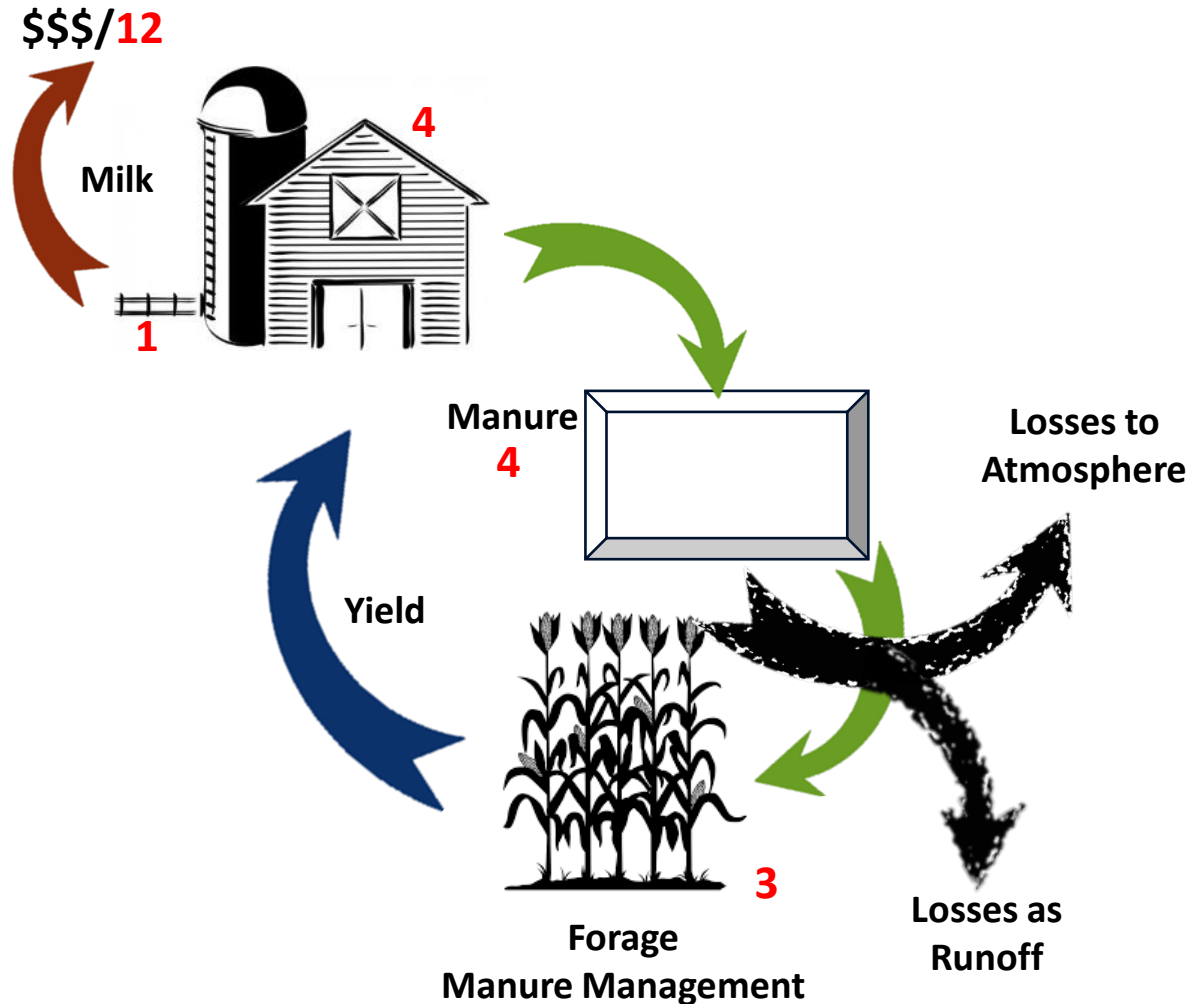 $$$/12
4
Milk
1
Manure
4
Losses to
Atmosphere
Yield
3
Forage
Manure Management
Losses as
Runoff